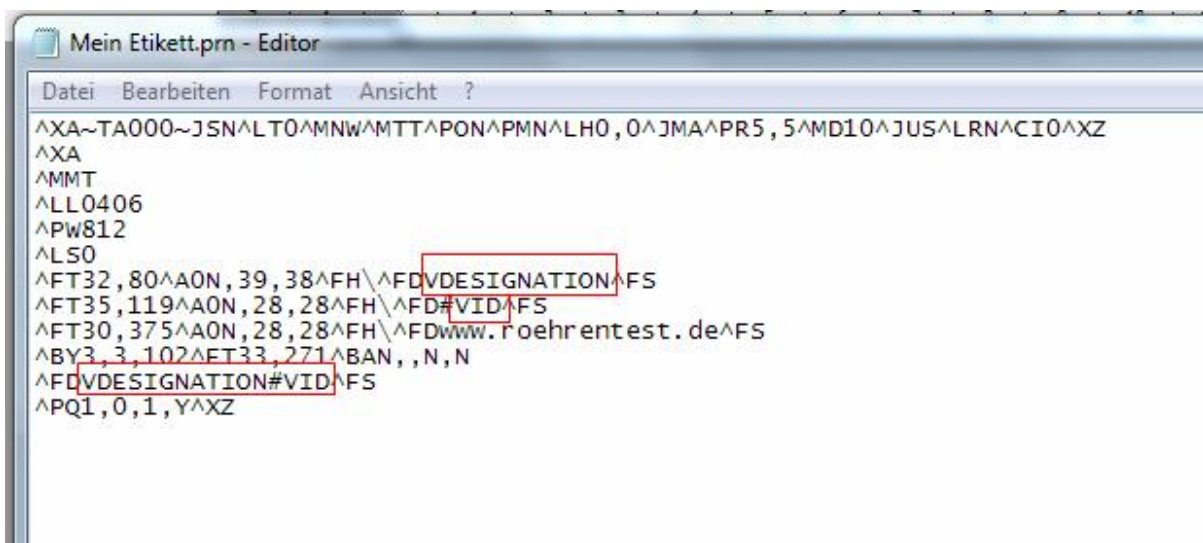 Mein Etikett.prn - Editor
Datei Bearbeiten Format Ansicht ?
^XA~TA000~JSN^LT0^MNW^MTT^PON^PMN^LH0,0^JMA^PR5,5^MD10^JUS^LRN^CI0^XZ
^XA
^MMT
^LL0406
^PW812
^LS0
^FT32,80^A0N,39,38^FH\^FDVDESIGNATION^FS
^FT35,119^A0N,28,28^FH\^FD#VID^FS
^FT30,375^A0N,28,28^FH\^FDwww.roehrentest.de^FS
^BY3,3,102^FT33,271^BAN,,N,N
^FDVDESIGNATION#VID^FS
^PQ1,0,1,Y^XZ